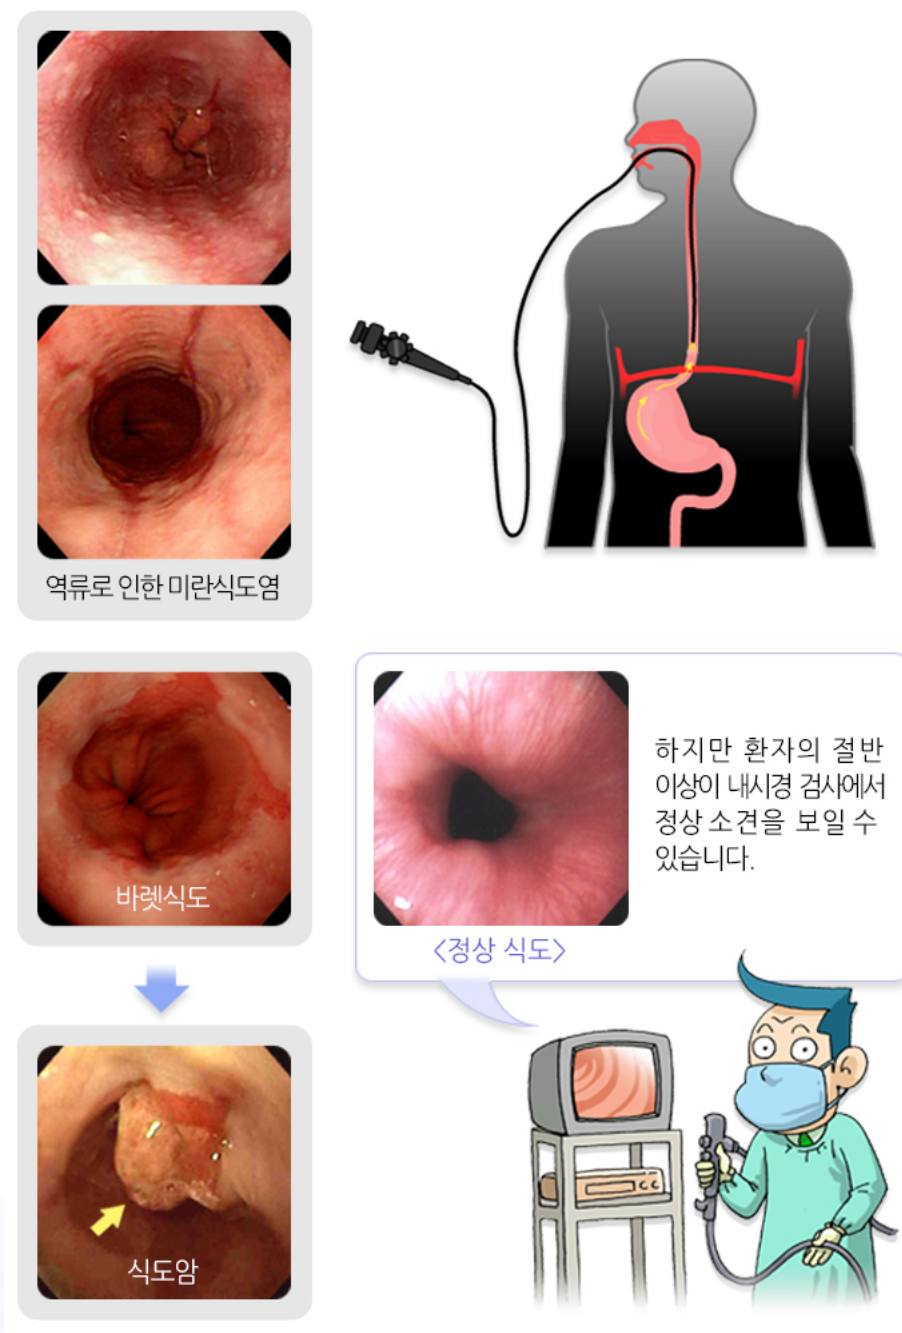 역류로 인한 미란식도염
바렛식도
하지만 환자의 절반
이상이 내시경 검사에서
정상 소견을 보일 수
있습니다.
<정상 식도>
식도암